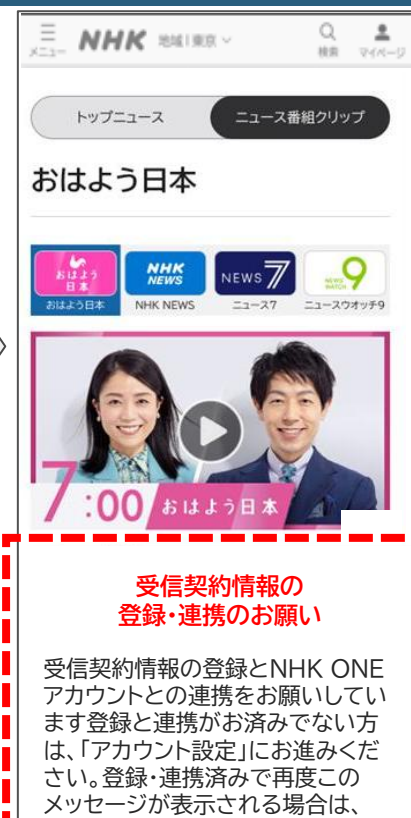 メニュー
NHK 地域|東京
検索
マイページ
トップニュース
ニュース番組クリップ
おはよう日本
おはよう
日本
NHK
NEWS
NEWS 7
NEWS
WATCH 9
おはよう日本
NHK NEWS
ニュース7
ニュースウオッチ9
7:00 おはよう日本
受信契約情報の
登録・連携のお願い
受信契約情報の登録とNHK ONE
アカウントとの連携をお願いしてい
ます登録と連携がお済みでない方
は、「アカウント設定」にお進みくだ
さい。登録・連携済みで再度この
メッセージが表示される場合は、